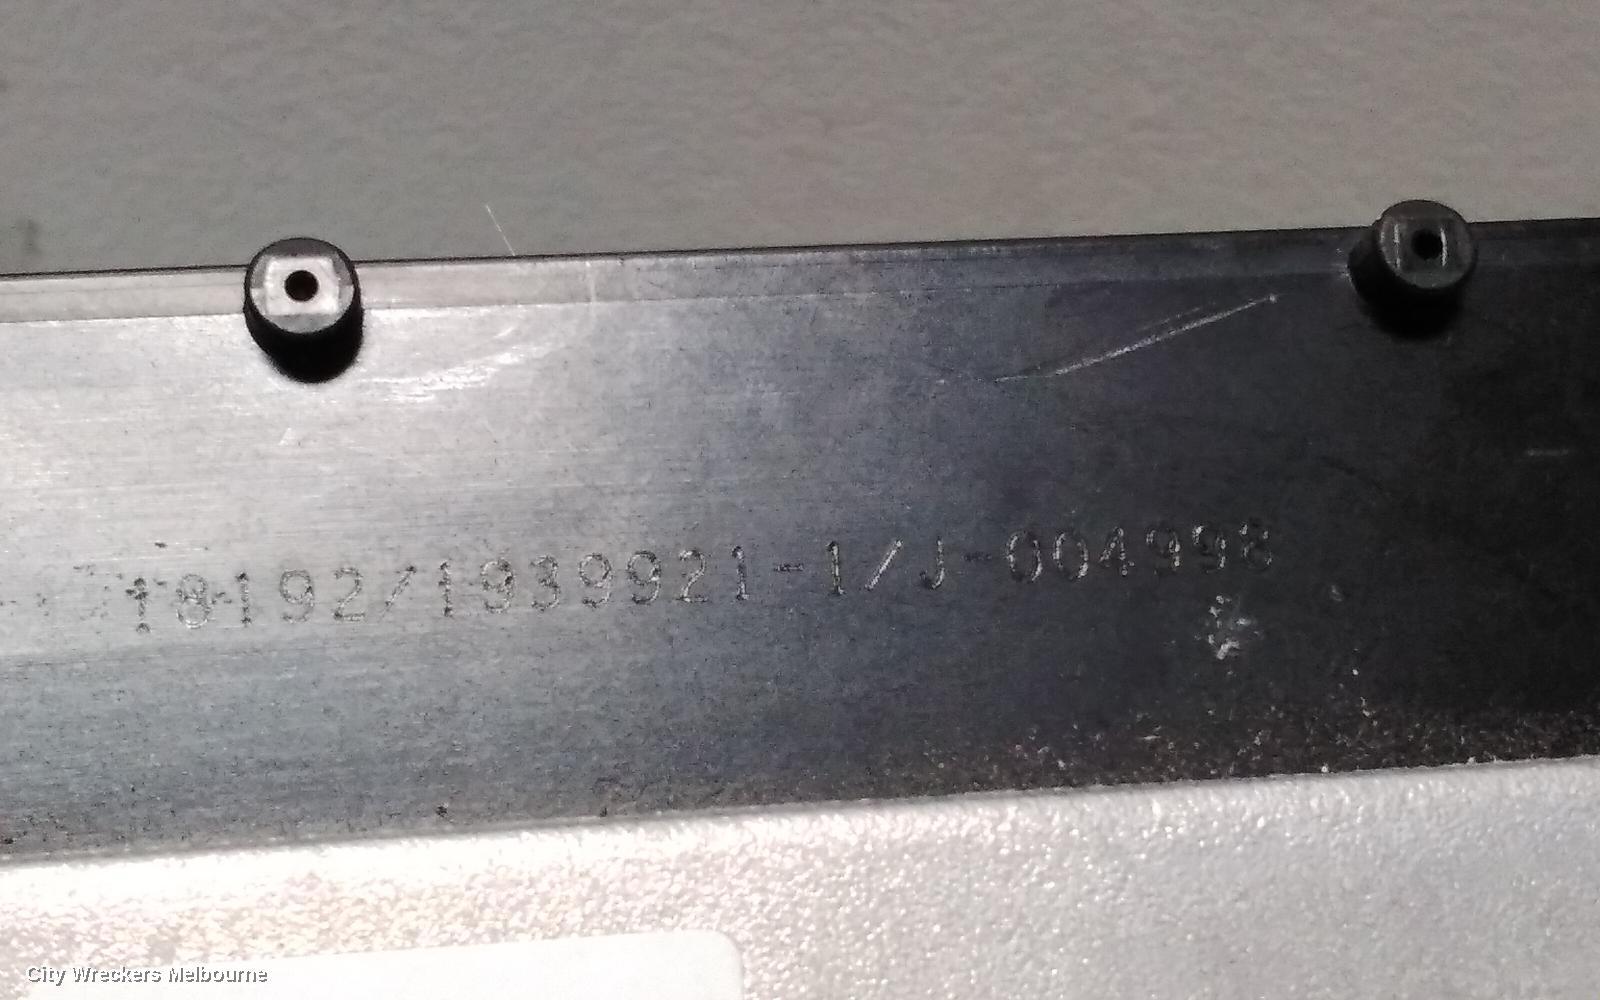 18192/1939921-1/J-004998
City Wreckers Melbourne